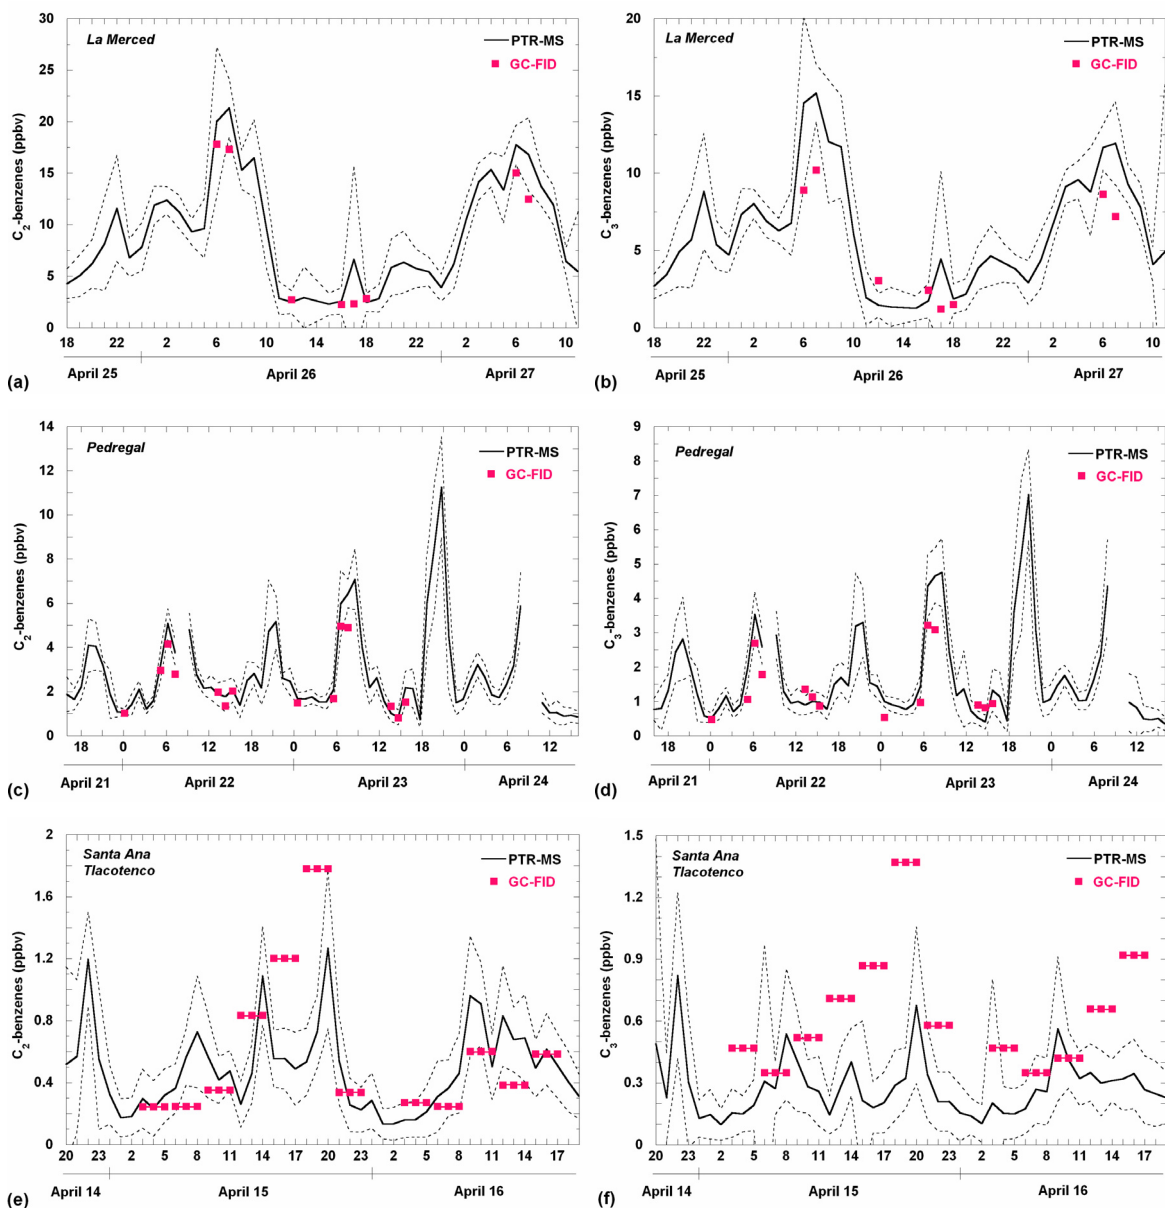 La Merced
PTR-MS
GC-FID
C2-benzenes (ppbv)
30
25
20
15
10
5
0
18 22 2 6 10 14 18 22 2 6 10
April 25 April 26 April 27
(a)
La Merced
PTR-MS
GC-FID
C3-benzenes (ppbv)
20
15
10
5
0
18 22 2 6 10 14 18 22 2 6 10
April 25 April 26 April 27
(b)
Pedregal
PTR-MS
GC-FID
C2-benzenes (ppbv)
14
12
10
8
6
4
2
0
18 0 6 12 18 0 6 12 18 0 6 12
April 21 April 22 April 23 April 24
(c)
Pedregal
PTR-MS
GC-FID
C3-benzenes (ppbv)
9
8
7
6
5
4
3
2
1
0
18 0 6 12 18 0 6 12 18 0 8 12
April 21 April 22 April 23 April 24
(d)
Santa Ana
Tlacotenco
PTR-MS
GC-FID
C2-benzenes (ppbv)
2
1.6
1.2
0.8
0.4
0
20 23 2 5 8 11 14 17 20 23 2 5 8 11 14 17
April 14 April 15 April 16
(e)
Santa Ana
Tlacotenco
PTR-MS
GC-FID
C3-benzenes (ppbv)
1.5
1.2
0.9
0.6
0.3
0
20 23 2 5 8 11 14 17 20 23 2 5 8 11 14 17
April 14 April 15 April 16
(f)